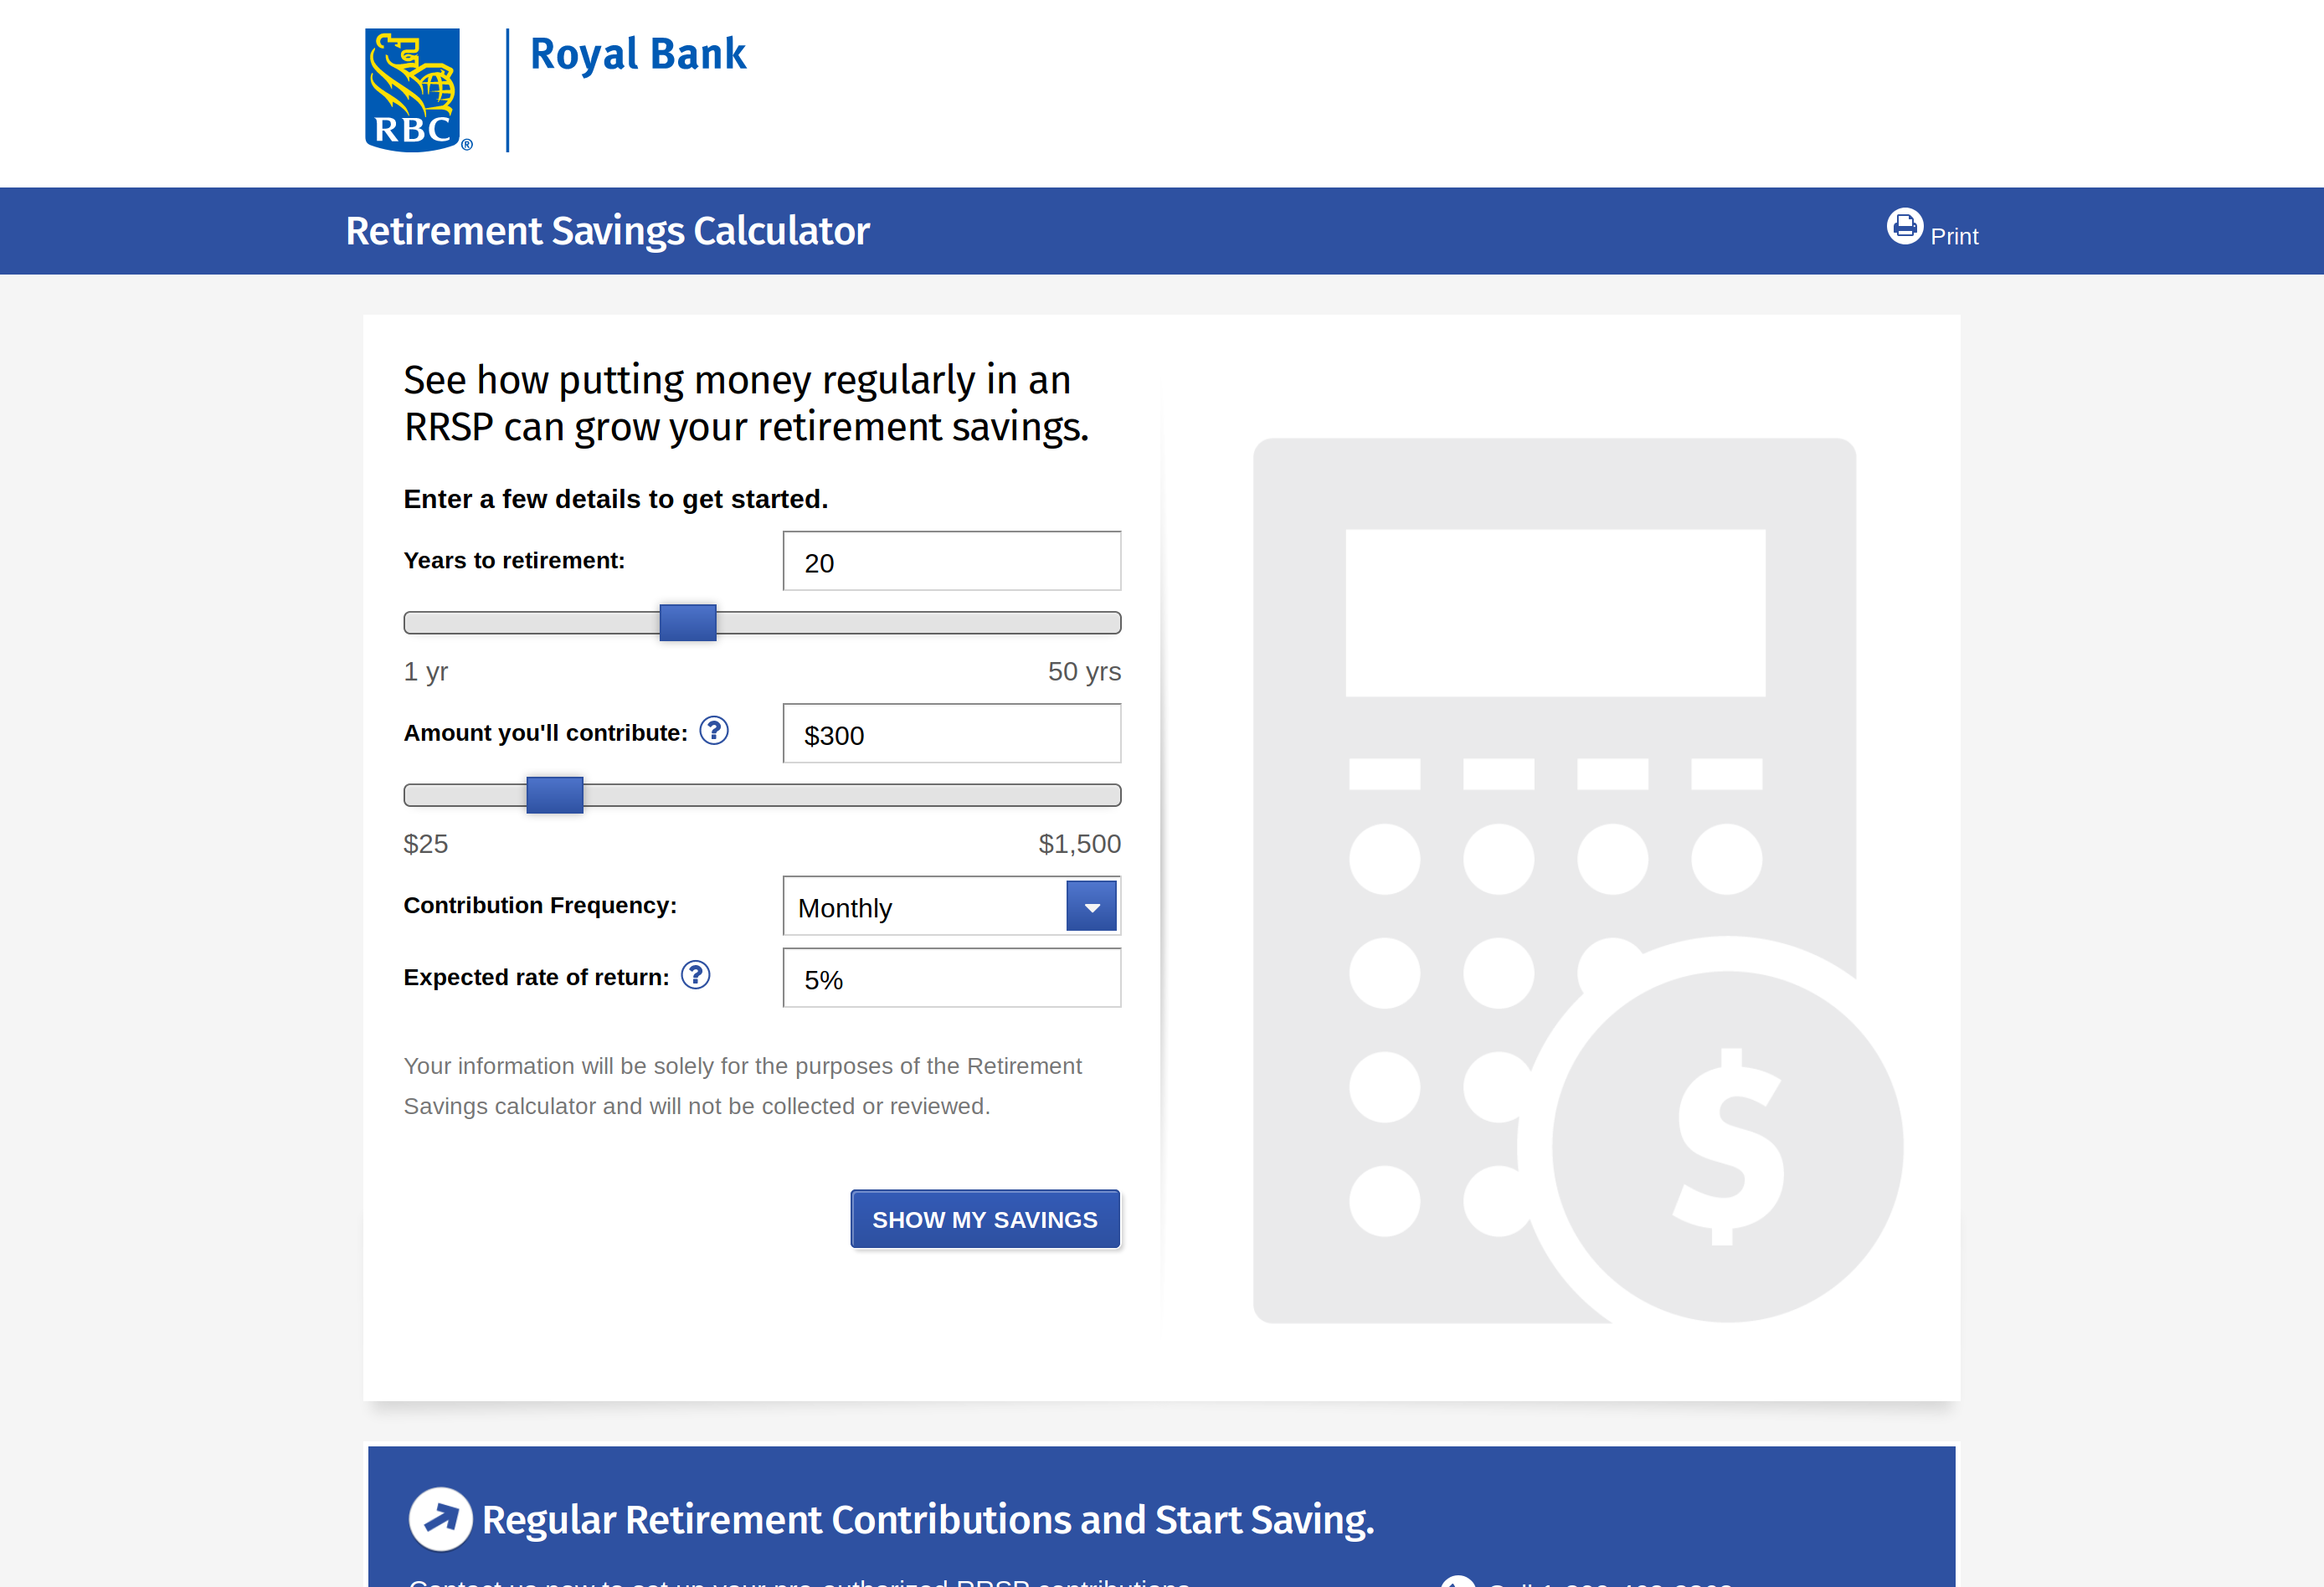 RBC
®
Royal Bank
Retirement Savings Calculator
Print
See how putting money regularly in an
RRSP can grow your retirement savings.
Enter a few details to get started.
Years to retirement:
20
1 yr
50 yrs
Amount you'll contribute: ?
$300
$25
$1,500
Contribution Frequency:
Monthly
Expected rate of return: ?
5%
Your information will be solely for the purposes of the Retirement
Savings calculator and will not be collected or reviewed.
SHOW MY SAVINGS
$
Regular Retirement Contributions and Start Saving.